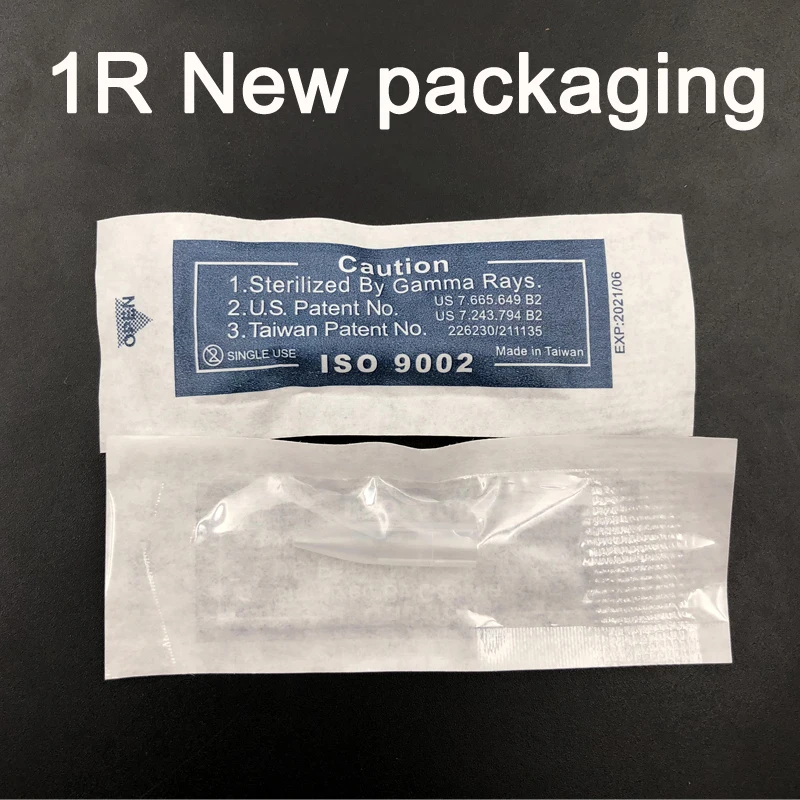 1R New packaging
Caution
1.Sterilized By Gamma Rays.
2.U.S. Patent No. US 7.665.649 B2
US 7.243.794 B2
3.Taiwan Patent No. 226230/211135
SINGLE USE ISO 9002 Made in Taiwan
OPEN
EXP:2021/06